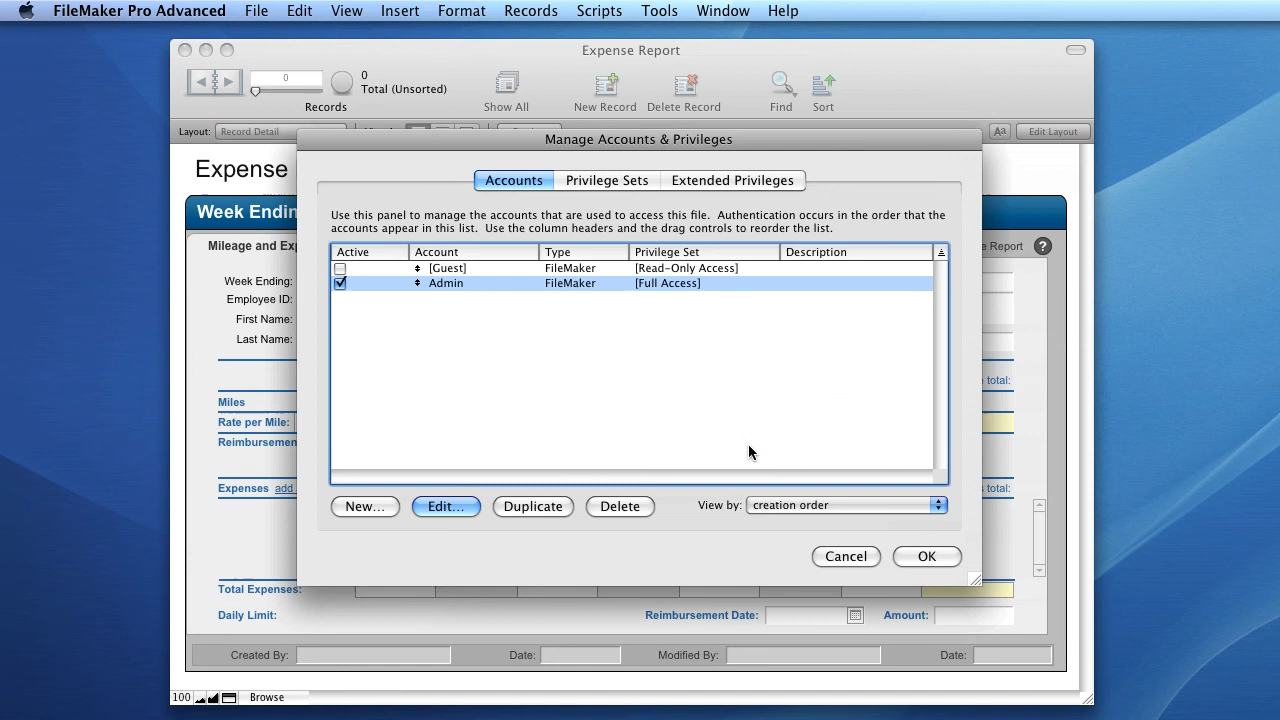 FileMaker Pro Advanced File Edit View Insert Format Records Scripts Tools Window Help
Expense Report
0 0
Total (Unsorted)
Records Show All New Record Delete Record Find Sort
Layout: Record Detail Aa Edit Layout
Manage Accounts & Privileges
Expense
Accounts Privilege Sets Extended Privileges
Week Endin
Use this panel to manage the accounts that are used to access this file. Authentication occurs in the order that the
accounts appear in this list. Use the column headers and the drag controls to reorder the list.
Mileage and Exp e Report ?
Active Account Type Privilege Set Description
[Guest] FileMaker [Read-Only Access]
Admin FileMaker [Full Access]
Week Ending:
Employee ID:
First Name:
Last Name:
total:
Miles
Rate per Mile:
Reimbursemen
Expenses add s total:
New... Edit... Duplicate Delete View by: creation order
Cancel OK
Total Expenses:
Daily Limit: Reimbursement Date: Amount:
Created By: Date: Modified By: Date:
100 Browse